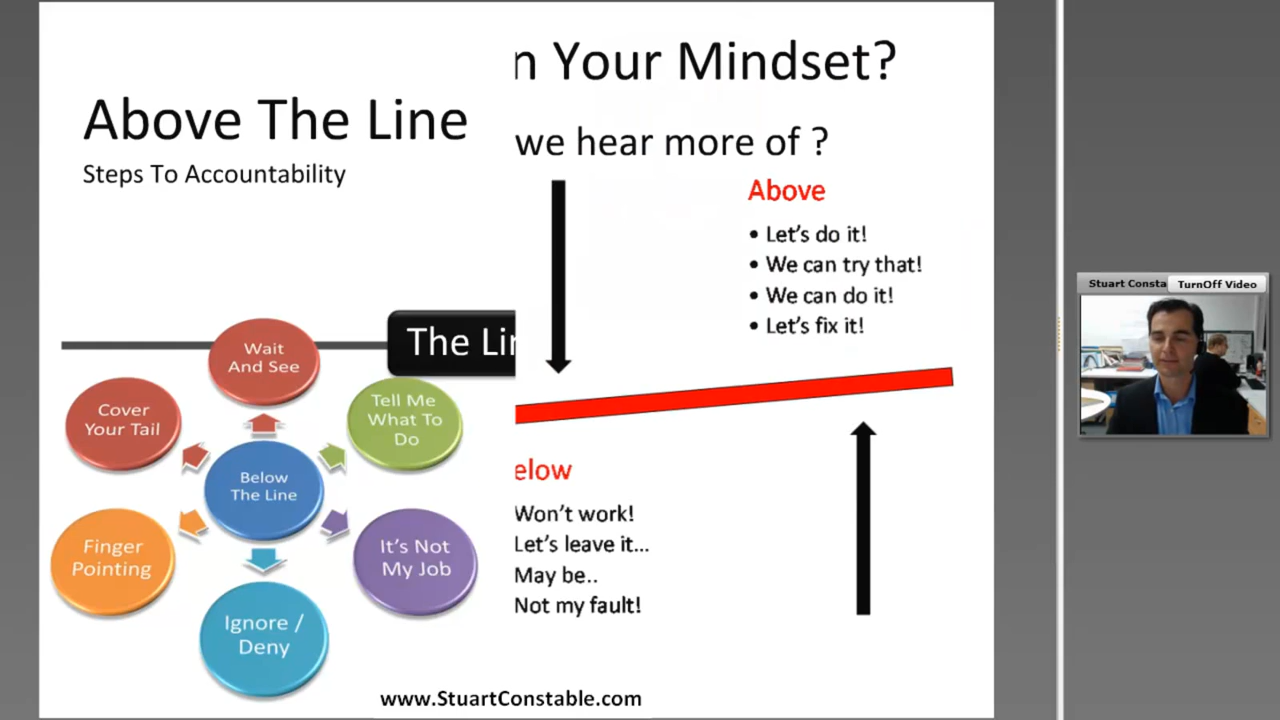 Above The Line
Steps To Accountability
The Lin
Wait
And See
Cover
Your Tail
Tell Me
What To
Do
Below
The Line
Finger
Pointing
It's Not
My Job
Ignore /
Deny
n Your Mindset?
we hear more of ?
Above
• Let's do it!
• We can try that!
• We can do it!
• Let's fix it!
elow
Won't work!
Let's leave it...
May be..
Not my fault!
www.StuartConstable.com
Stuart Consta
TurnOff Video